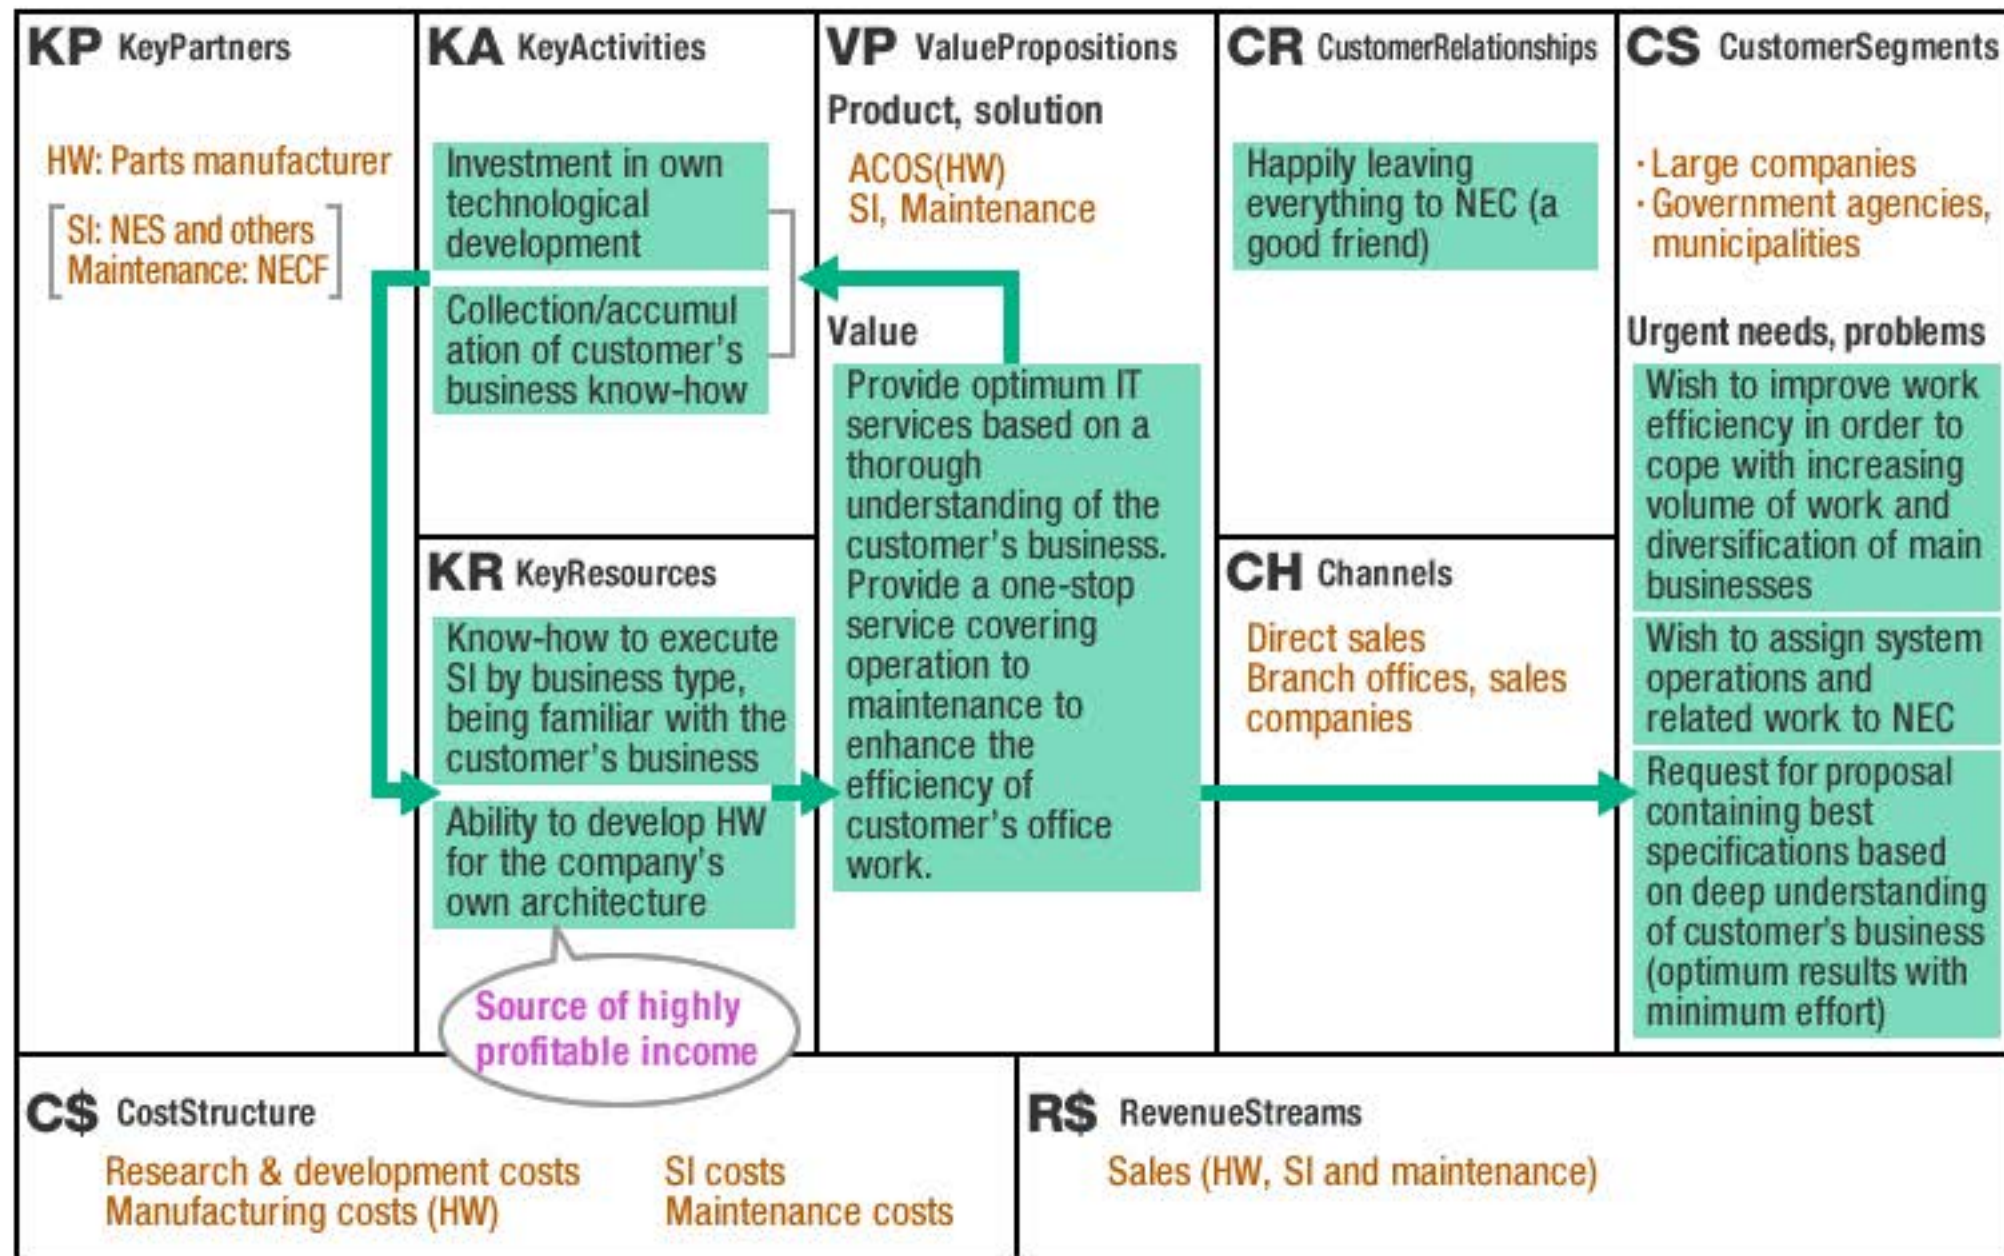 KP KeyPartners
HW: Parts manufacturer
SI: NES and others
Maintenance: NECF
KA KeyActivities
Investment in own
technological
development
Collection/accumul
ation of customer's
business know-how
KR KeyResources
Know-how to execute
SI by business type,
being familiar with the
customer's business
Ability to develop HW
for the company's
own architecture
Source of highly
profitable income
VP ValuePropositions
Product, solution
ACOS(HW)
SI, Maintenance
Value
Provide optimum IT
services based on a
thorough
understanding of the
customer's business.
Provide a one-stop
service covering
operation to
maintenance to
enhance the
efficiency of
customer's office
work.
CR CustomerRelationships
Happily leaving
everything to NEC (a
good friend)
CH Channels
Direct sales
Branch offices, sales
companies
CS CustomerSegments
・Large companies
・Government agencies,
municipalities
Urgent needs, problems
Wish to improve work
efficiency in order to
cope with increasing
volume of work and
diversification of main
businesses
Wish to assign system
operations and
related work to NEC
Request for proposal
containing best
specifications based
on deep understanding
of customer's business
(optimum results with
minimum effort)
C$ CostStructure
Research & development costs
Manufacturing costs (HW)
SI costs
Maintenance costs
R$ RevenueStreams
Sales (HW, SI and maintenance)